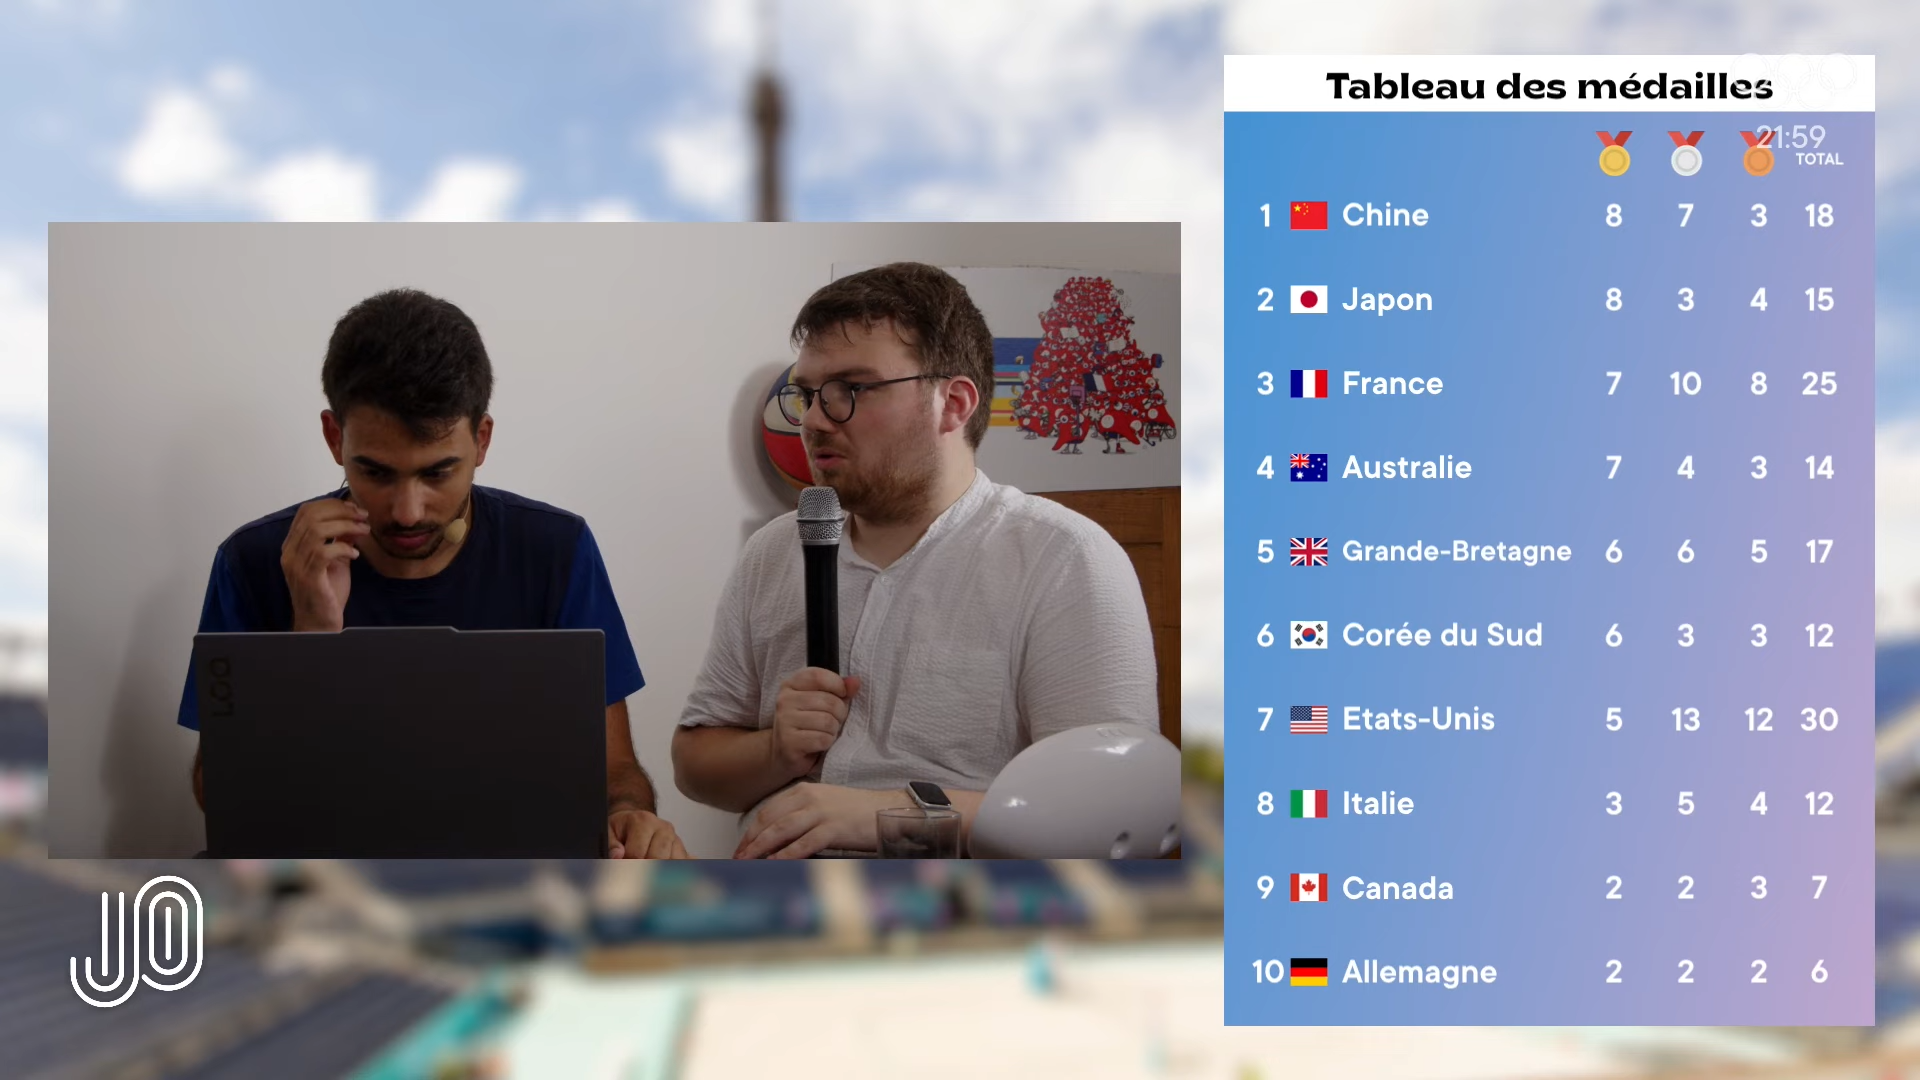 Tableau des médailles
21:59
TOTAL
1 Chine 8 7 3 18
2 Japon 8 3 4 15
3 France 7 10 8 25
4 Australie 7 4 3 14
5 Grande-Bretagne 6 6 5 17
6 Corée du Sud 6 3 3 12
7 Etats-Unis 5 13 12 30
8 Italie 3 5 4 12
9 Canada 2 2 3 7
10 Allemagne 2 2 2 6
LOQ
JO